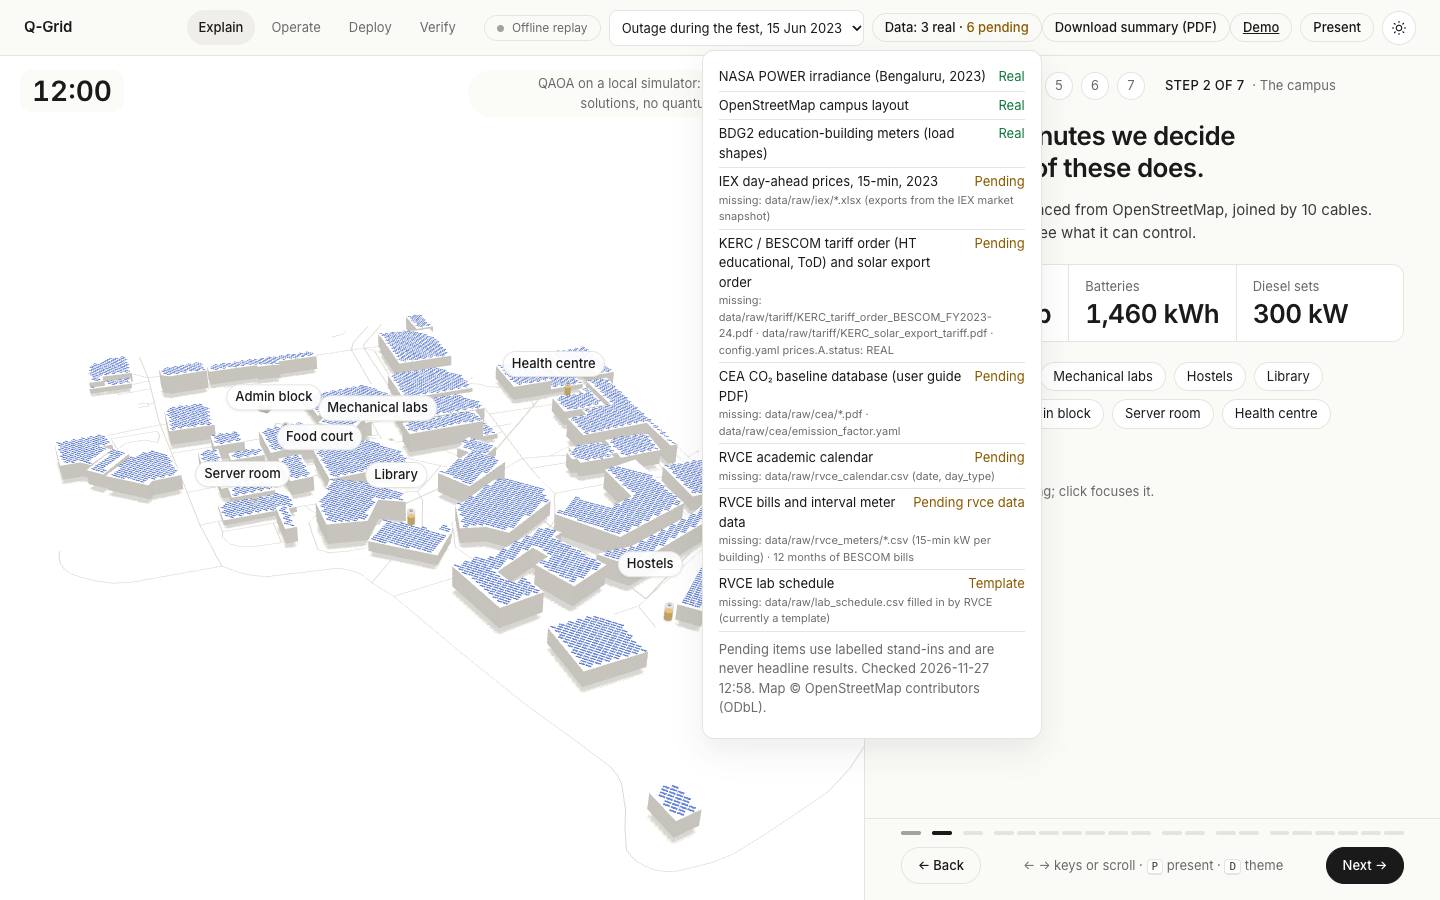 Q-Grid
Explain
Operate
Deploy
Verify
Offline replay
Outage during the fest, 15 Jun 2023
Data: 3 real · 6 pending
Download summary (PDF)
Demo
Present
12:00
QAOA on a local simulator:
solutions, no
NASA POWER irradiance (Bengaluru, 2023) Real
OpenStreetMap campus layout Real
BDG2 education-building meters (load Real
shapes)
IEX day-ahead prices, 15-min, 2023 Pending
missing: data/raw/iex/*.xlsx (exports from the IEX market
snapshot)
KERC / BESCOM tariff order (HT Pending
educational, ToD) and solar export
order
missing:
data/raw/tariff/KERC_tariff_order_BESCOM_FY2023-
24.pdf · data/raw/tariff/KERC_solar_export_tariff.pdf ·
config.yaml prices.A.status: REAL
CEA CO₂ baseline database (user guide Pending
PDF)
missing: data/raw/cea/*.pdf ·
data/raw/cea/emission_factor.yaml
RVCE academic calendar Pending
missing: data/raw/rvce_calendar.csv (date, day_type)
RVCE bills and interval meter Pending rvce data
data
missing: data/raw/rvce_meters/*.csv (15-min kW per
building) · 12 months of BESCOM bills
RVCE lab schedule Template
missing: data/raw/lab_schedule.csv filled in by RVCE
(currently a template)
Pending items use labelled stand-ins and are
never headline results. Checked 2026-11-27
12:58. Map © OpenStreetMap contributors
(ODbL).
5 6 7 STEP 2 OF 7 · The campus
we decide
of these does.
from OpenStreetMap, joined by 10 cables.
what it can control.
Batteries
1,460 kWh
Diesel sets
300 kW
Mechanical labs
Hostels
Library
block
Server room
Health centre
click focuses it.
Health centre
Admin block
Mechanical labs
Food court
Server room
Library
Hostels
← Back
← → keys or scroll · P present · D theme
Next →